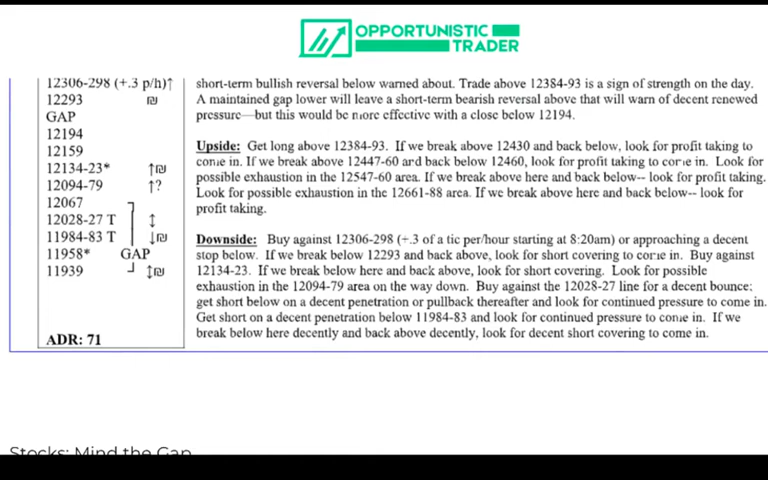 OPPORTUNISTIC
TRADER
12306-298 (+.3 p/h)↑
12293 ₪
GAP
12194
12159
12134-23* ↑₪
12094-79 ↑?
12067
12028-27 T ↕
11984-83 T ↓₪
11958* GAP
11939 ↕₪
ADR: 71
short-term bullish reversal below warned about. Trade above 12384-93 is a sign of strength on the day.
A maintained gap lower will leave a short-term bearish reversal above that will warn of decent renewed
pressure—but this would be more effective with a close below 12194.
Upside: Get long above 12384-93. If we break above 12430 and back below, look for profit taking to
come in. If we break above 12447-60 and back below 12460, look for profit taking to come in. Look for
possible exhaustion in the 12547-60 area. If we break above here and back below-- look for profit taking.
Look for possible exhaustion in the 12661-88 area. If we break above here and back below-- look for
profit taking.
Downside: Buy against 12306-298 (+.3 of a tic per/hour starting at 8:20am) or approaching a decent
stop below. If we break below 12293 and back above, look for short covering to come in. Buy against
12134-23. If we break below here and back above, look for short covering. Look for possible
exhaustion in the 12094-79 area on the way down. Buy against the 12028-27 line for a decent bounce;
get short below on a decent penetration or pullback thereafter and look for continued pressure to come in.
Get short on a decent penetration below 11984-83 and look for continued pressure to come in. If we
break below here decently and back above decently, look for decent short covering to come in.
Stocks: Mind the Gap